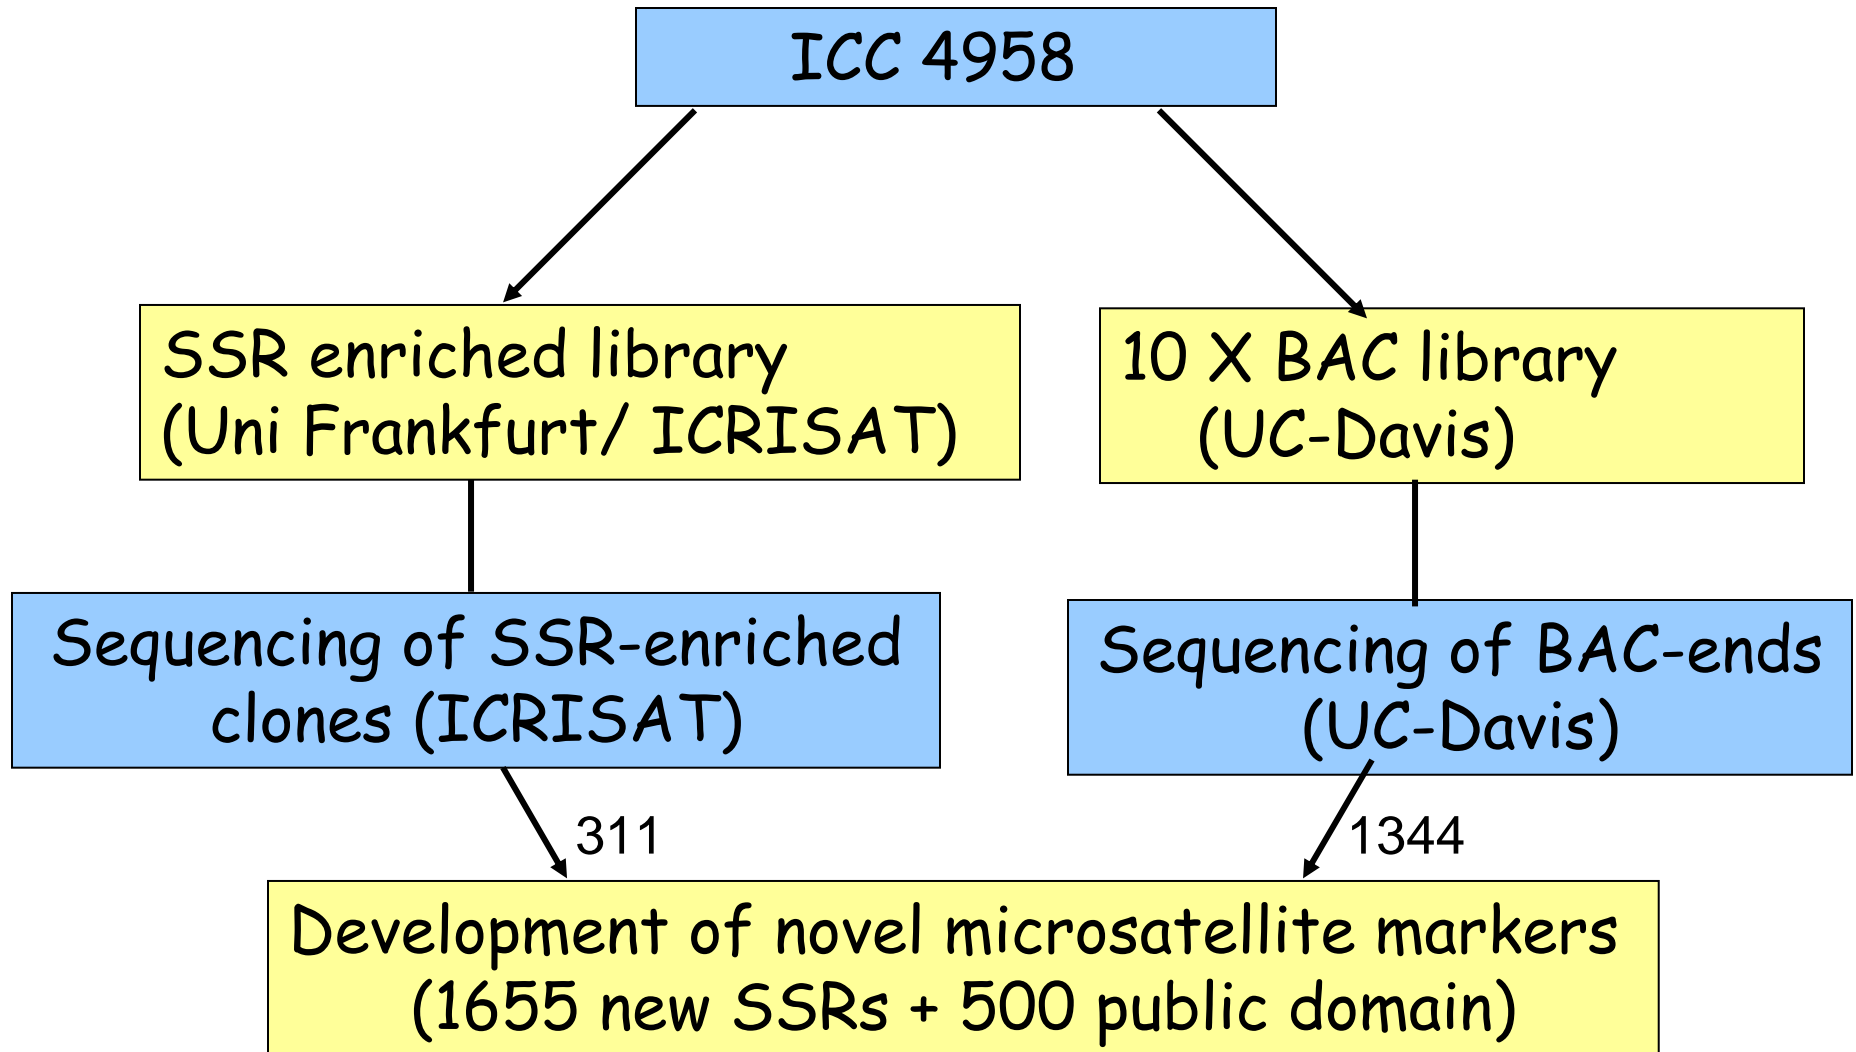 ICC 4958
SSR enriched library
(Uni Frankfurt/ ICRISAT)
10 X BAC library
(UC-Davis)
Sequencing of SSR-enriched
clones (ICRISAT)
Sequencing of BAC-ends
(UC-Davis)
311
1344
Development of novel microsatellite markers
(1655 new SSRs + 500 public domain)